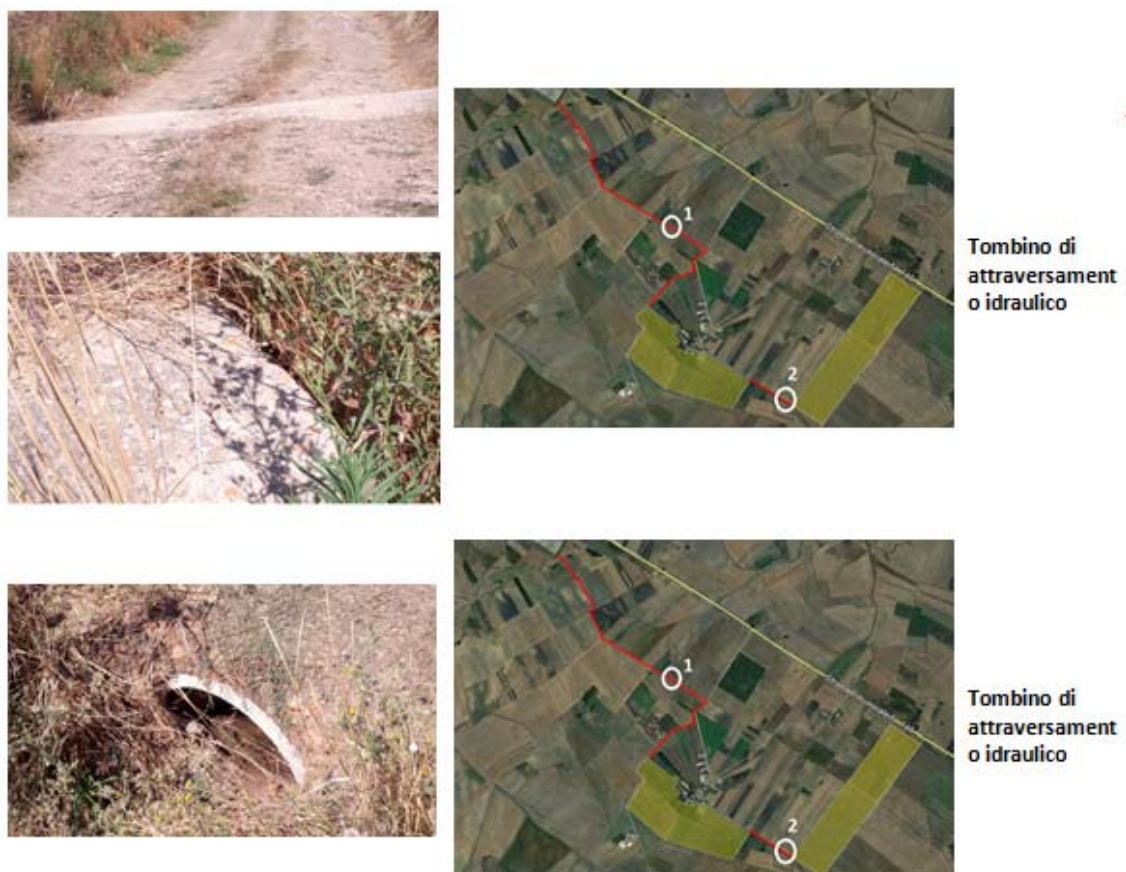 1
2
Tombino di
attraversament
o idraulico
1
2
Tombino di
attraversament
o idraulico